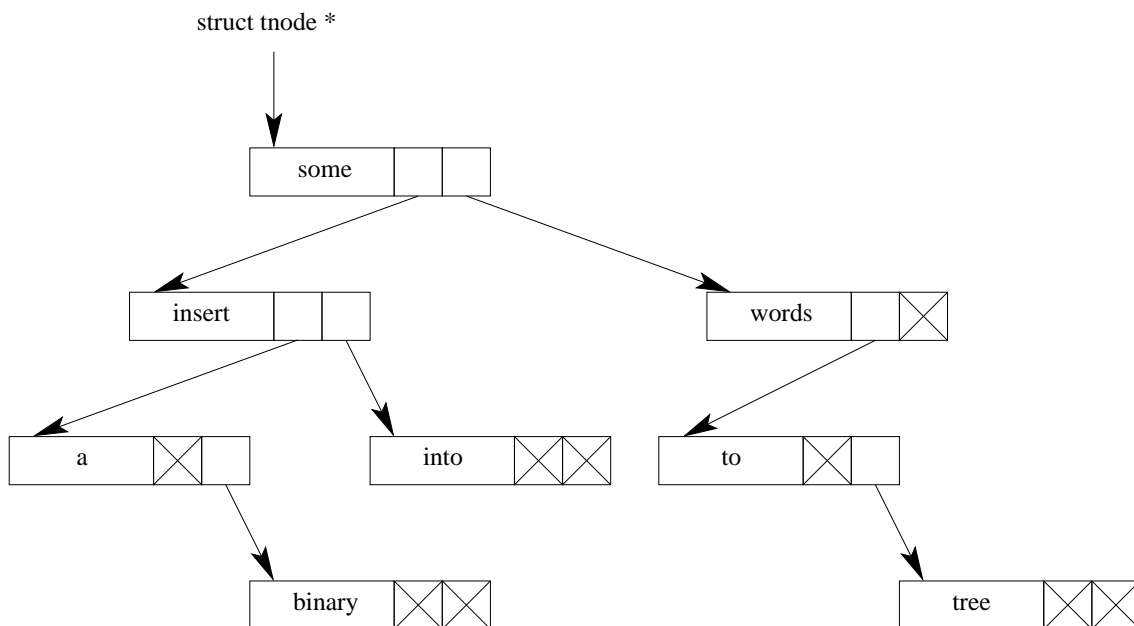 struct tnode *
some
insert
words
a
into
to
binary
tree